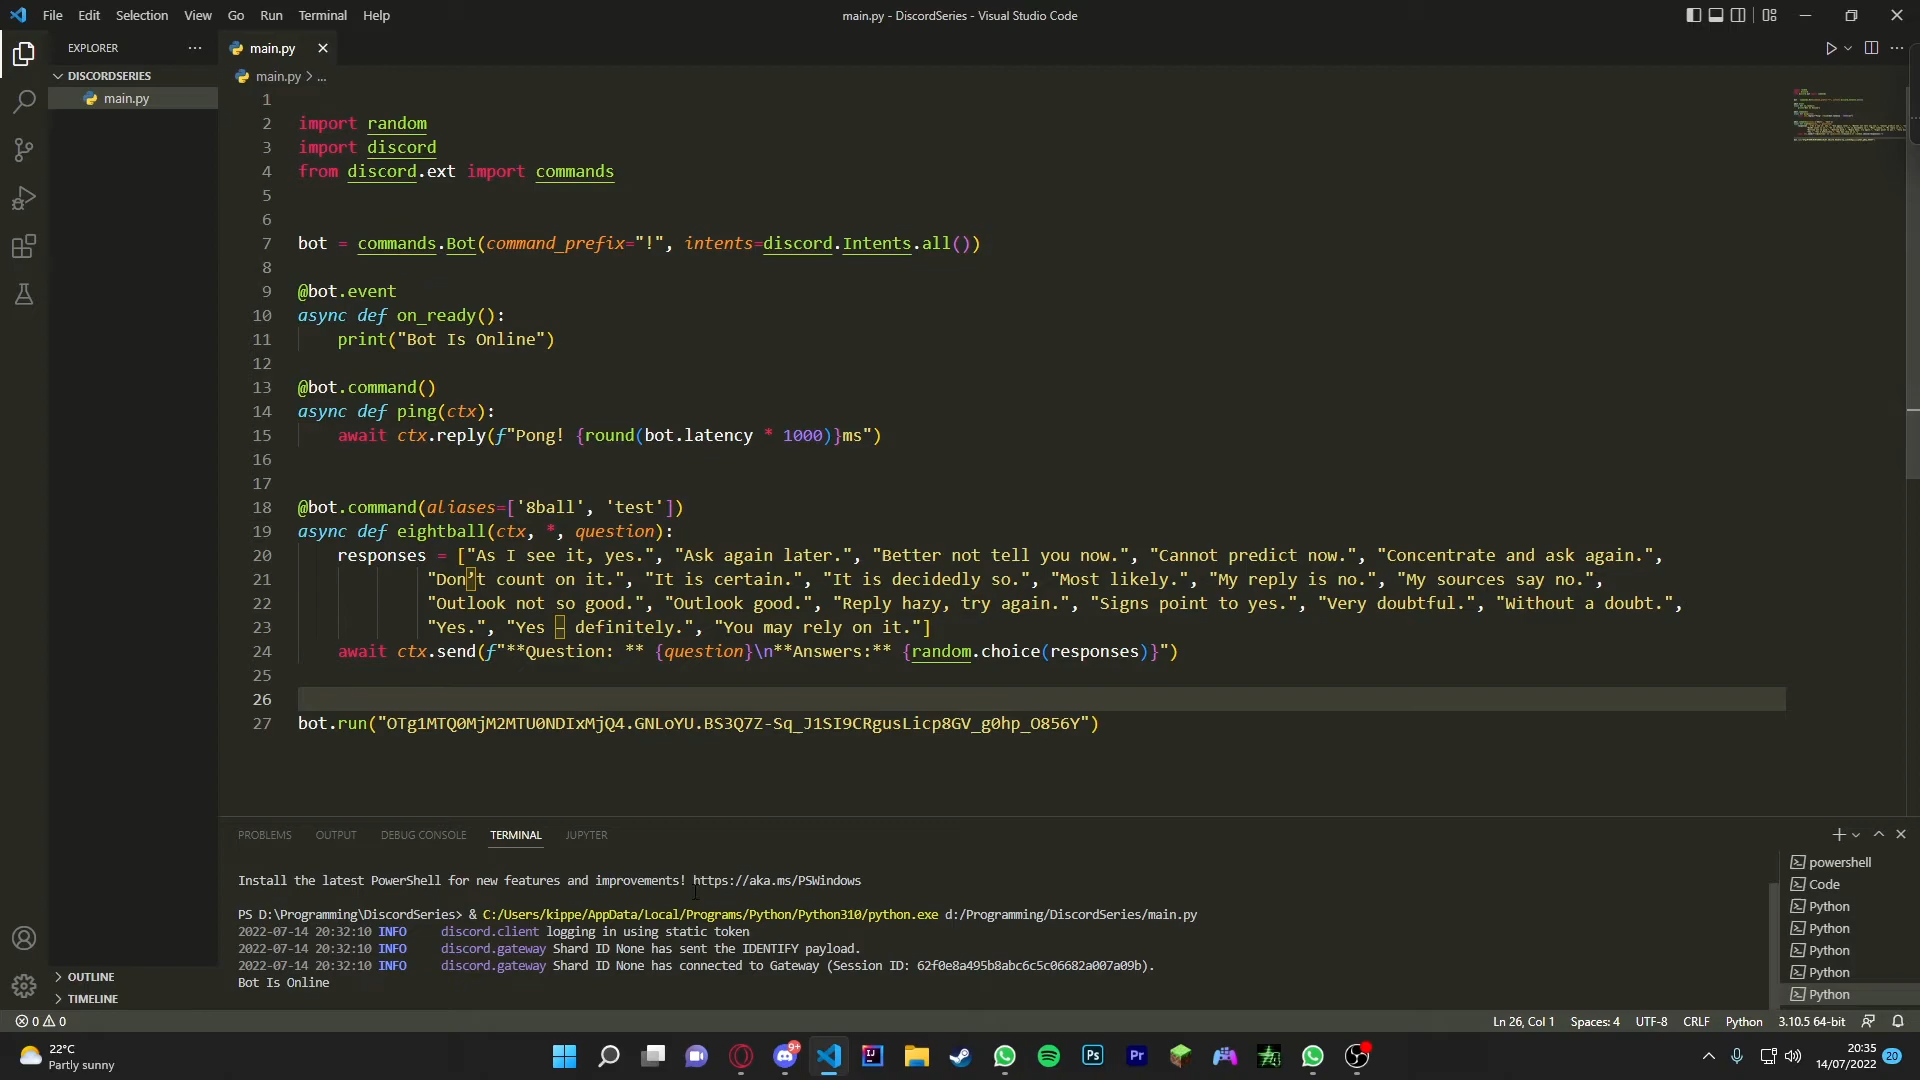 File Edit Selection View Go Run Terminal Help
main.py - DiscordSeries - Visual Studio Code
EXPLORER
main.py
DISCORDSERIES
main.py
main.py > ...
1
2 import random
3 import discord
4 from discord.ext import commands
5
6
7 bot = commands.Bot(command_prefix="!", intents=discord.Intents.all())
8
9 @bot.event
10 async def on_ready():
11 print("Bot Is Online")
12
13 @bot.command()
14 async def ping(ctx):
15 await ctx.reply(f"Pong! {round(bot.latency * 1000)}ms")
16
17
18 @bot.command(aliases=['8ball', 'test'])
19 async def eightball(ctx, *, question):
20 responses = ["As I see it, yes.", "Ask again later.", "Better not tell you now.", "Cannot predict now.", "Concentrate and ask again.",
21 "Don’t count on it.", "It is certain.", "It is decidedly so.", "Most likely.", "My reply is no.", "My sources say no.",
22 "Outlook not so good.", "Outlook good.", "Reply hazy, try again.", "Signs point to yes.", "Very doubtful.", "Without a doubt.",
23 "Yes.", "Yes – definitely.", "You may rely on it."]
24 await ctx.send(f"**Question: ** {question}\n**Answers:** {random.choice(responses)}")
25
26
27 bot.run("OTg1MTQ0MjM2MTU0NDIxMjQ4.GNLoYU.BS3Q7Z-Sq_J1SI9CRgusLicp8GV_g0hp_O856Y")
PROBLEMS OUTPUT DEBUG CONSOLE TERMINAL JUPYTER
Install the latest PowerShell for new features and improvements! https://aka.ms/PSWindows
PS D:\Programming\DiscordSeries> & C:/Users/kippe/AppData/Local/Programs/Python/Python310/python.exe d:/Programming/DiscordSeries/main.py
2022-07-14 20:32:10 INFO discord.client logging in using static token
2022-07-14 20:32:10 INFO discord.gateway Shard ID None has sent the IDENTIFY payload.
2022-07-14 20:32:10 INFO discord.gateway Shard ID None has connected to Gateway (Session ID: 62f0e8a495b8abc6c5c06682a007a09b).
Bot Is Online
powershell
Code
Python
Python
Python
Python
Python
OUTLINE
TIMELINE
0 0
Ln 26, Col 1 Spaces: 4 UTF-8 CRLF Python 3.10.5 64-bit
22°C
Partly sunny
9+
Ps
Pr
20:35
14/07/2022
20